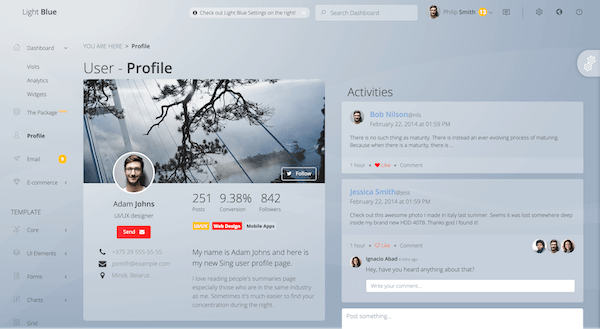 Light Blue
Check out Light Blue Settings on the right
Search Dashboard
Philip Smith 13
YOU ARE HERE > Profile
User - Profile
Dashboard
Visits
Analytics
Widgets
The Package
Profile
Email
E-commerce
TEMPLATE
Core
UI Elements
Forms
Charts
Grid
Follow
Adam Johns
UI/UX designer
Send
+375 29 555-55-55
Minsk, Belarus
251 9.38% 842
Posts Conversion Followers
UI/UX Web Design Mobile Apps
My name is Adam Johns and here is
my new Sing user profile page.
I love reading people's summaries page
especially those who are in the same industry
as me. Sometimes it's much easier to find your
concentration during the night.
Activities
Bob Nilson
February 22, 2014 at 01:59 PM
There is no such thing as maturity. There is instead an ever-evolving process of maturing.
Because when there is a maturity, there is ...
1 hour Like Comment
Jessica Smith
February 22, 2014 at 01:59 PM
Check out this awesome photo I made in Italy last summer. Seems it was lost somewhere deep
inside my brand new HDD 40TB. Thanks god I found it!
1 hour Like Comment
Ignacio Abad
Hey, have you heard anything about that?
Write your comment...
Post something...